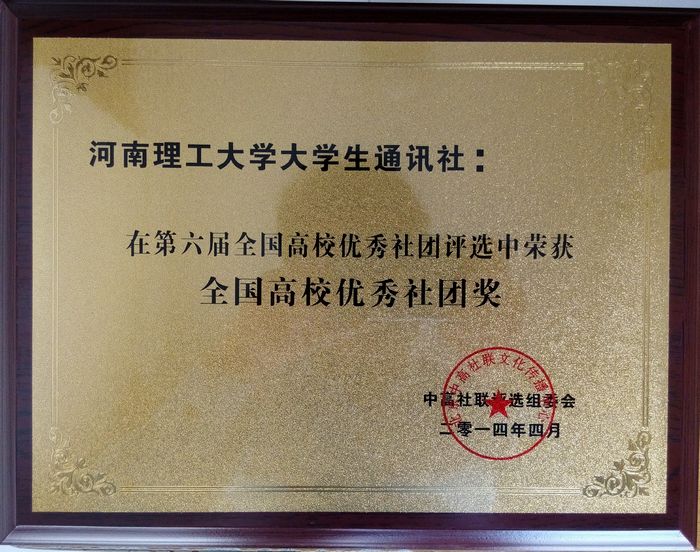 河南理工大学大学生通讯社：
在第六届全国高校优秀社团评选中荣获
全国高校优秀社团奖
中高社联评选组委会
二零一四年四月